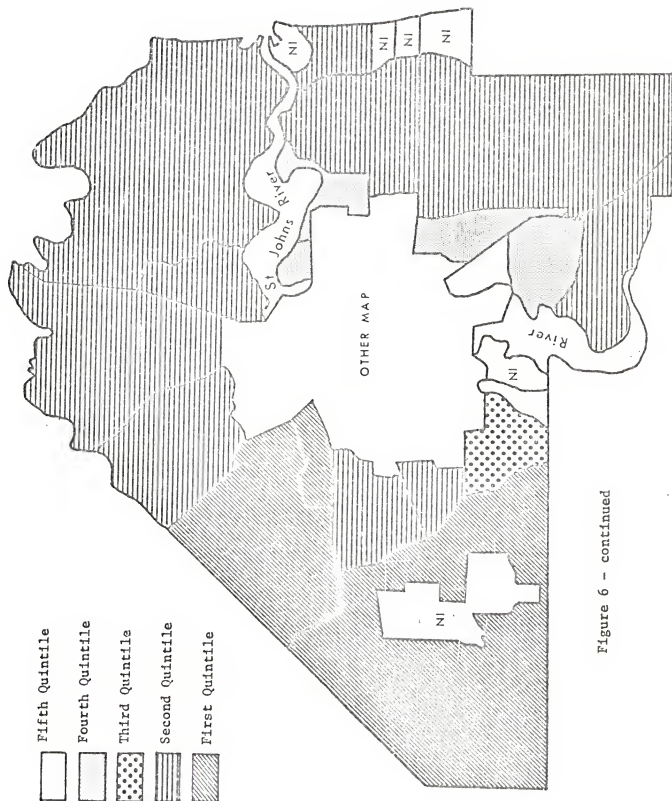 Fifth Quintile
Fourth Quintile
Third Quintile
Second Quintile
First Quintile
St Johns River
NI
NI
NI
NI
OTHER MAP
River
NI
NI
Figure 6 - continued